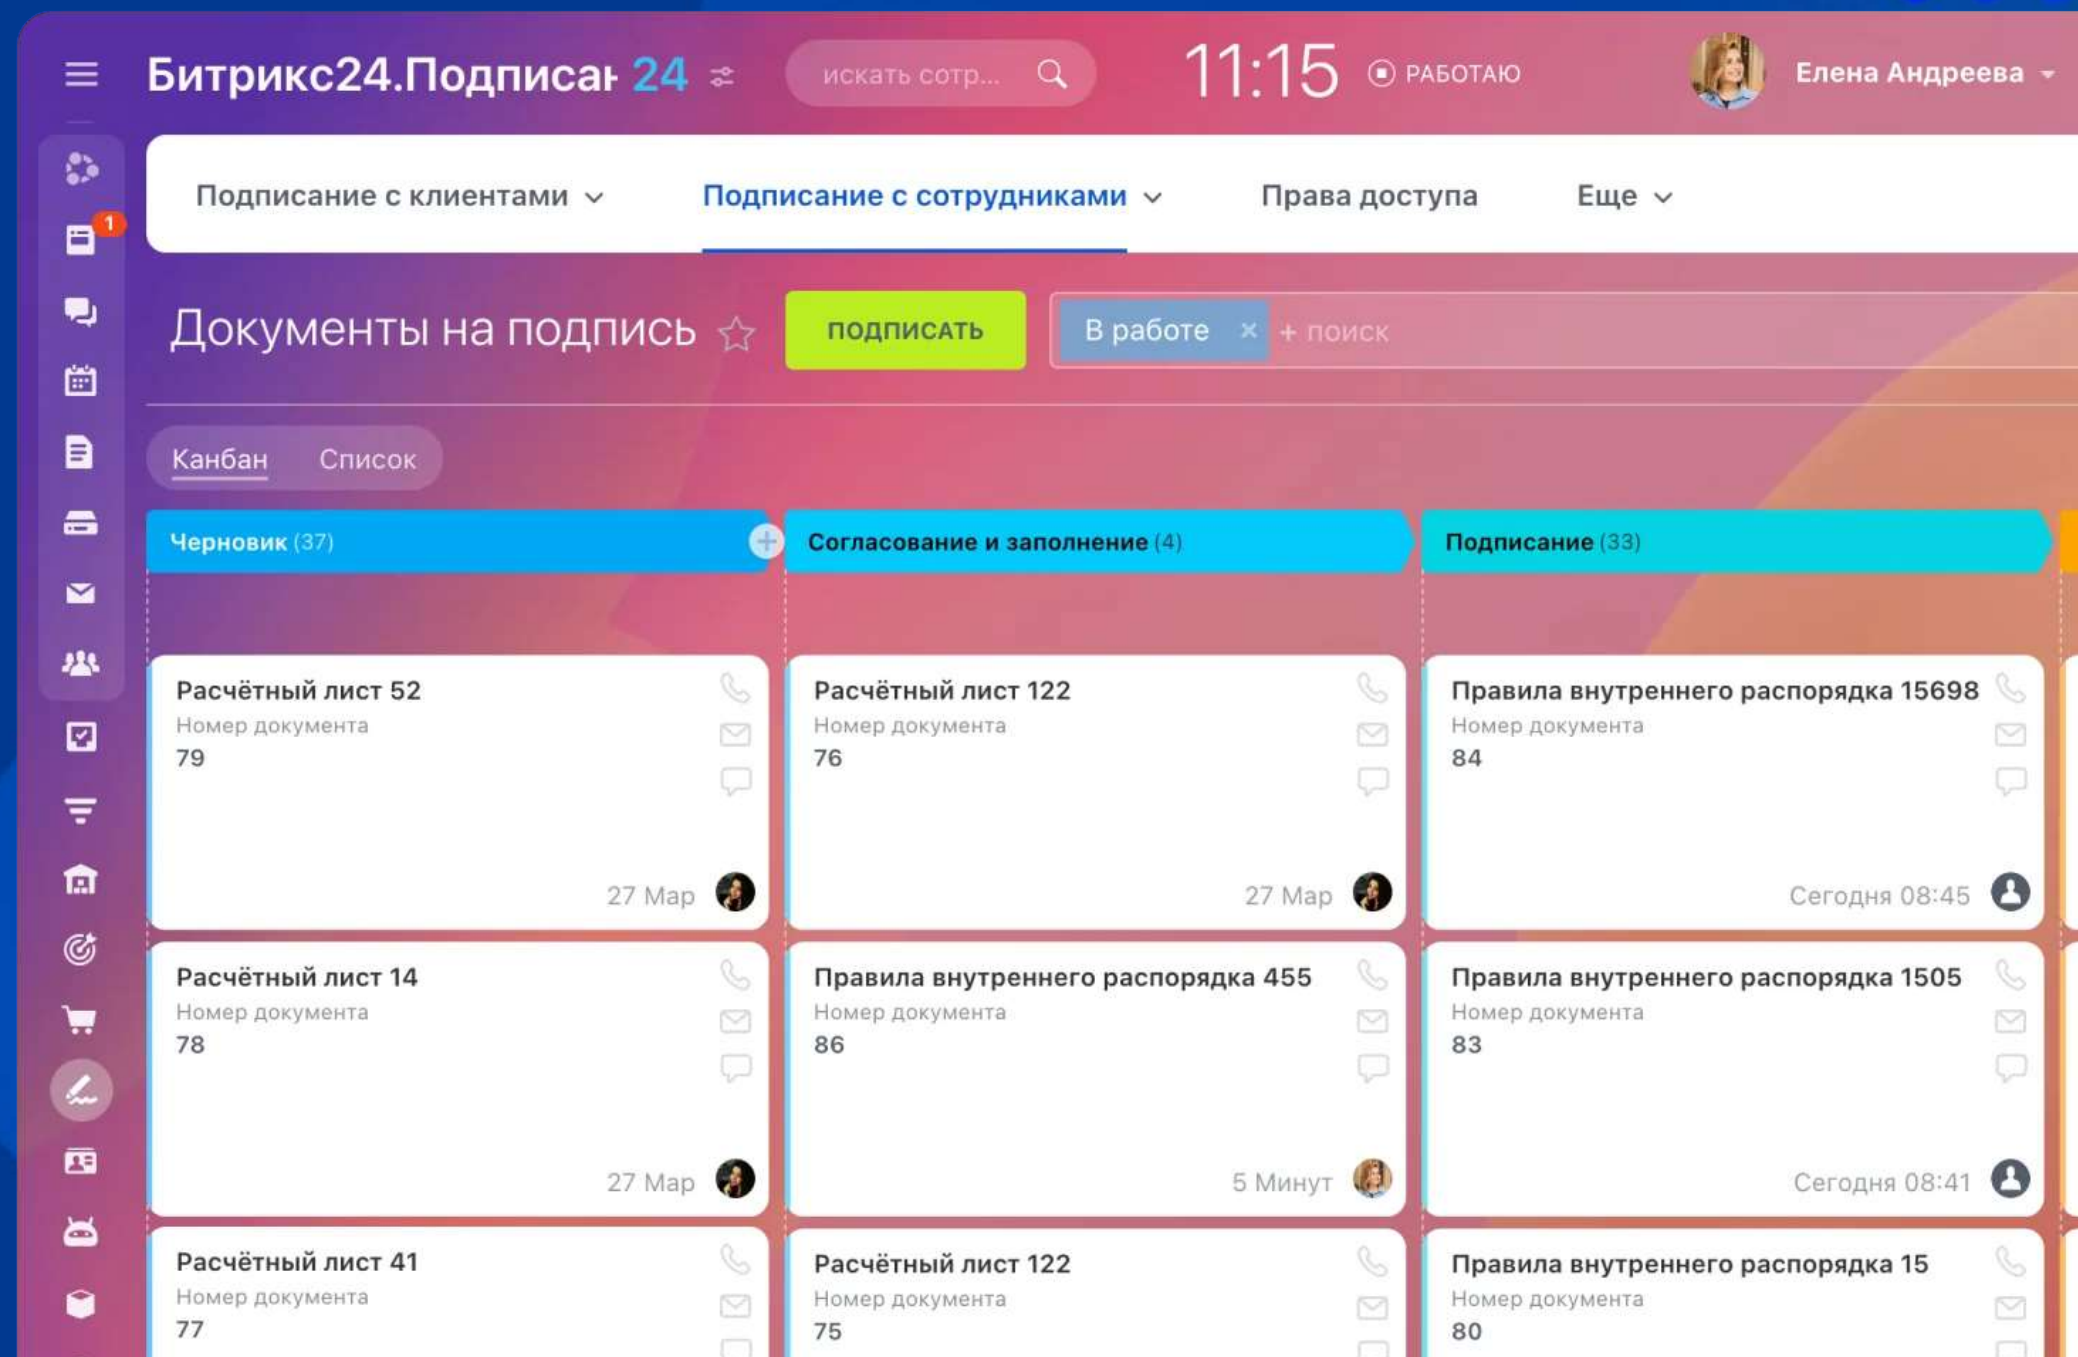 Битрикс24.Подписан 24
искать сотр...
11:15
РАБОТАЮ
Елена Андреева
Подписание с клиентами
Подписание с сотрудниками
Права доступа
Еще
1
Документы на подпись
ПОДПИСАТЬ
В работе ×
+ поиск
Канбан
Список
Черновик (37)
Согласование и заполнение (4)
Подписание (33)
Расчётный лист 52
Номер документа
79
27 Мар
Расчётный лист 122
Номер документа
76
27 Мар
Правила внутреннего распорядка 15698
Номер документа
84
Сегодня 08:45
Расчётный лист 14
Номер документа
78
27 Мар
Правила внутреннего распорядка 455
Номер документа
86
5 Минут
Правила внутреннего распорядка 1505
Номер документа
83
Сегодня 08:41
Расчётный лист 41
Номер документа
77
Расчётный лист 122
Номер документа
75
Правила внутреннего распорядка 15
Номер документа
80